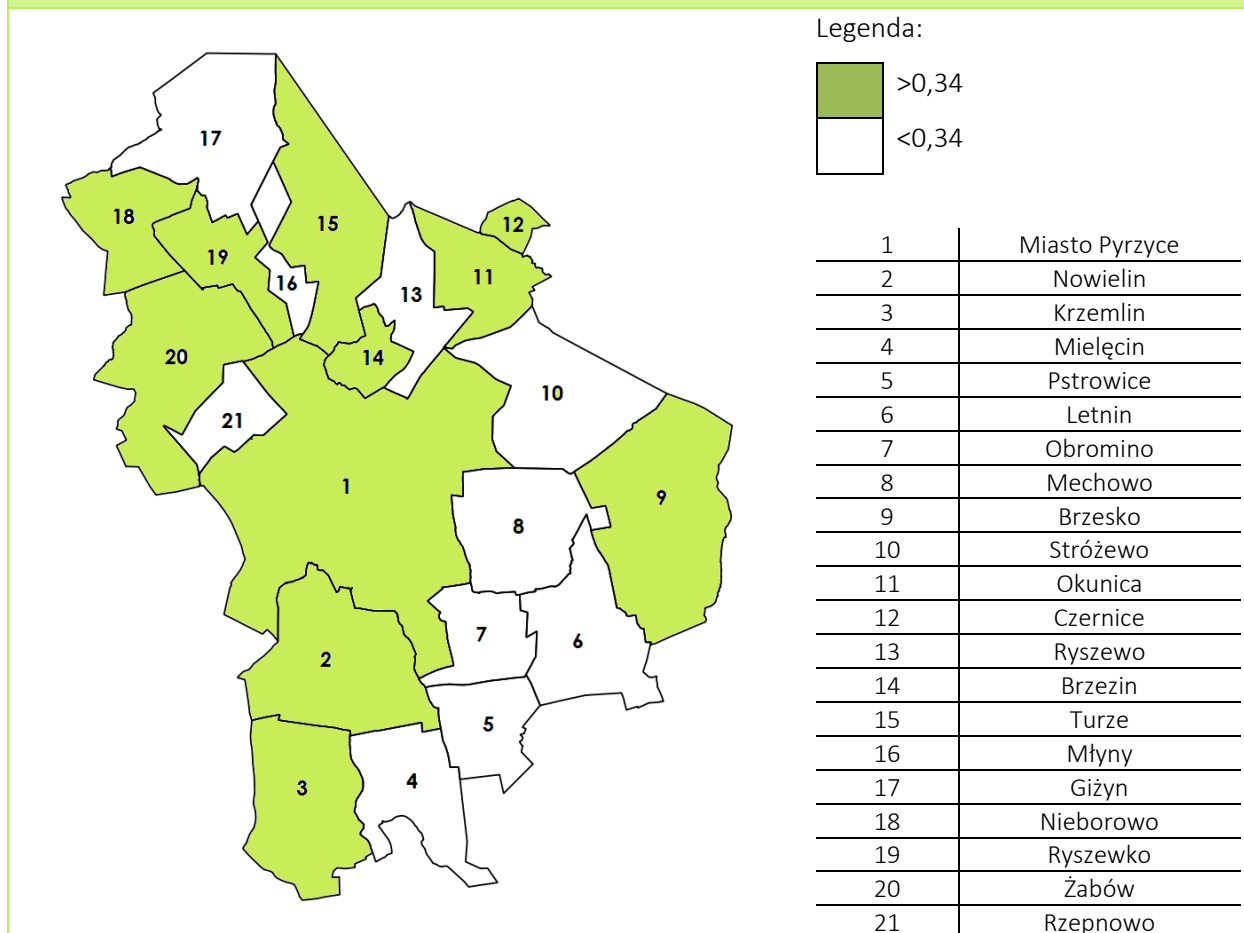 Legenda:
>0,34
<0,34
17
18
15
12
19
11
16
13
20
14
10
21
1
9
8
7
6
2
5
3
4
1 Miasto Pyrzyce
2 Nowielin
3 Krzemlin
4 Mielęcin
5 Pstrowice
6 Letnin
7 Obromino
8 Mechowo
9 Brzesko
10 Stróżewo
11 Okunica
12 Czernice
13 Ryszewo
14 Brzezin
15 Turze
16 Młyny
17 Giżyn
18 Nieborowo
19 Ryszewko
20 Żabów
21 Rzepnowo